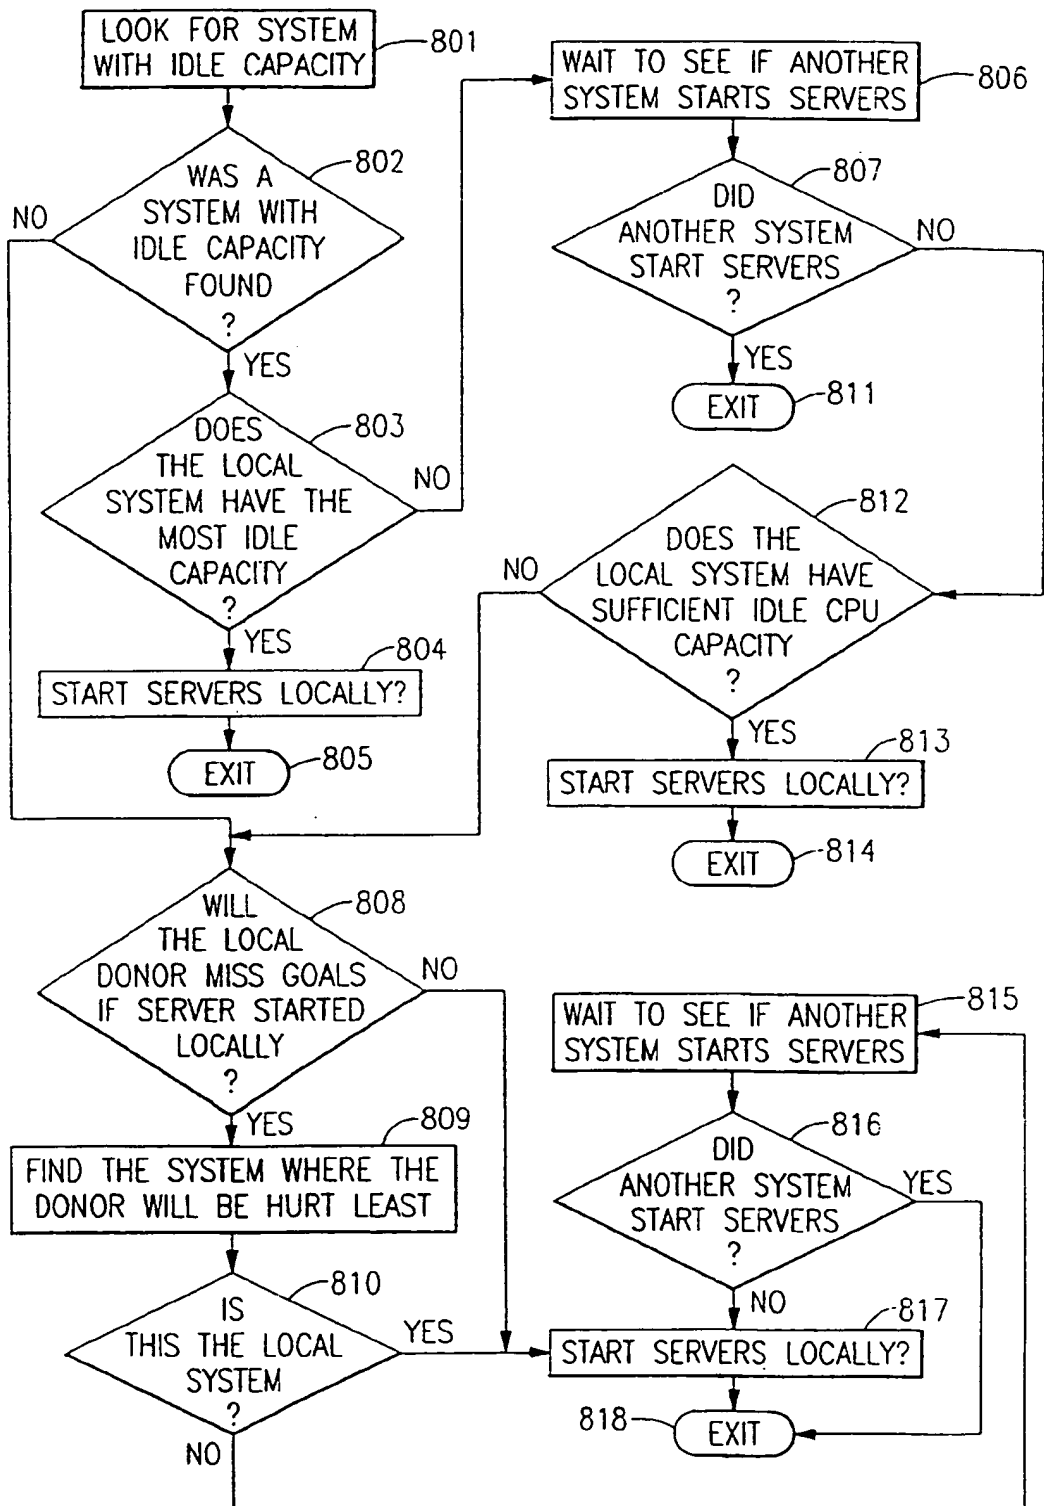 LOOK FOR SYSTEM
WITH IDLE CAPACITY
801
WAS A
SYSTEM WITH
IDLE CAPACITY
FOUND
?
802
NO
YES
DOES
THE LOCAL
SYSTEM HAVE THE
MOST IDLE
CAPACITY
?
803
NO
YES
804
START SERVERS LOCALLY?
EXIT
805
WAIT TO SEE IF ANOTHER
SYSTEM STARTS SERVERS
806
807
DID
ANOTHER SYSTEM
START SERVERS
?
NO
YES
EXIT
811
812
DOES THE
LOCAL SYSTEM HAVE
SUFFICIENT IDLE CPU
CAPACITY
?
NO
YES
813
START SERVERS LOCALLY?
EXIT
814
WILL
THE LOCAL
DONOR MISS GOALS
IF SERVER STARTED
LOCALLY
?
808
NO
YES
809
FIND THE SYSTEM WHERE THE
DONOR WILL BE HURT LEAST
810
IS
THIS THE LOCAL
SYSTEM
?
YES
NO
815
WAIT TO SEE IF ANOTHER
SYSTEM STARTS SERVERS
816
DID
ANOTHER SYSTEM
START SERVERS
?
YES
NO
817
START SERVERS LOCALLY?
818
EXIT